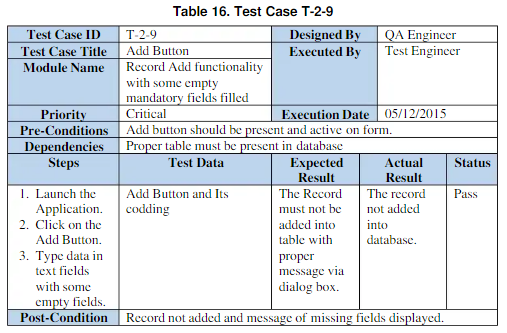 Table 16. Test Case T-2-9
Test Case ID T-2-9 Designed By QA Engineer
Test Case Title Add Button Executed By Test Engineer
Module Name Record Add functionality
with some empty
mandatory fields filled
Priority Critical Execution Date 05/12/2015
Pre-Conditions Add button should be present and active on form.
Dependencies Proper table must be present in database
Steps Test Data Expected Result Actual Result Status
1. Launch the
Application.
2. Click on the
Add Button.
3. Type data in
text fields
with some
empty fields.
Add Button and Its
codding
The Record
must not be
added into
table with
proper
message via
dialog box.
The record
not added
into
database.
Pass
Post-Condition Record not added and message of missing fields displayed.